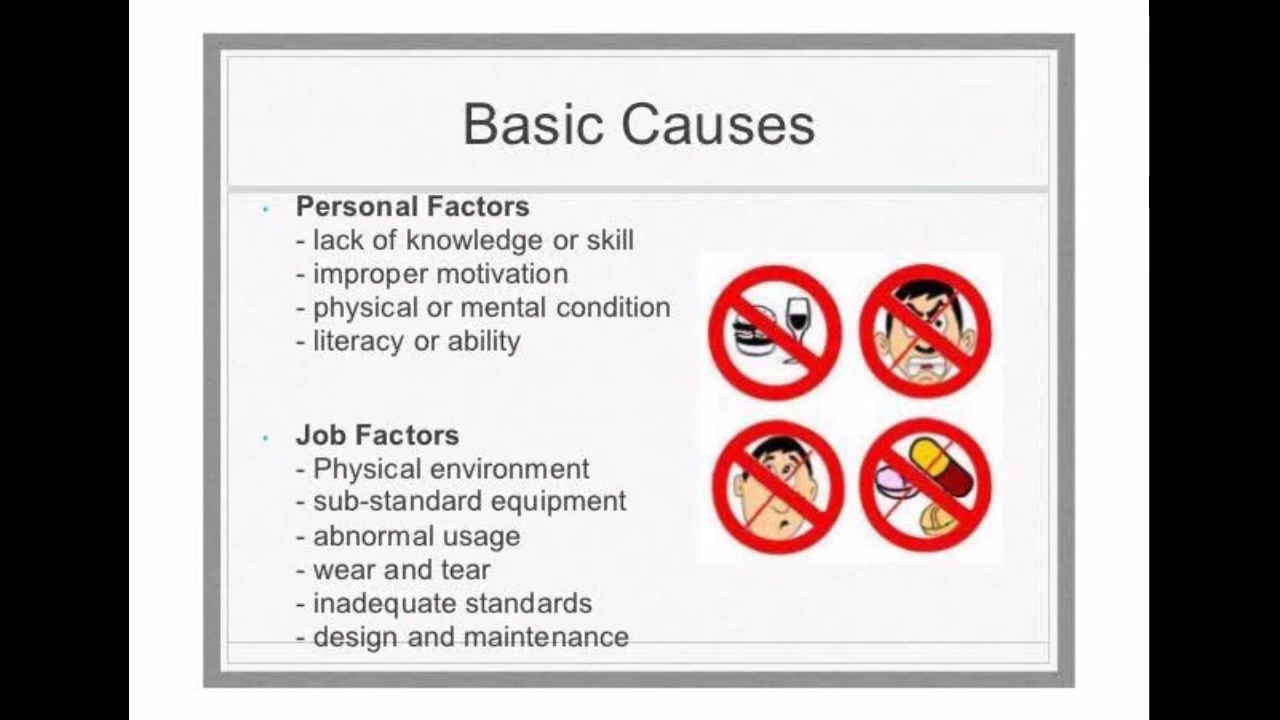 Basic Causes
• Personal Factors
- lack of knowledge or skill
- improper motivation
- physical or mental condition
- literacy or ability
• Job Factors
- Physical environment
- sub-standard equipment
- abnormal usage
- wear and tear
- inadequate standards
- design and maintenance